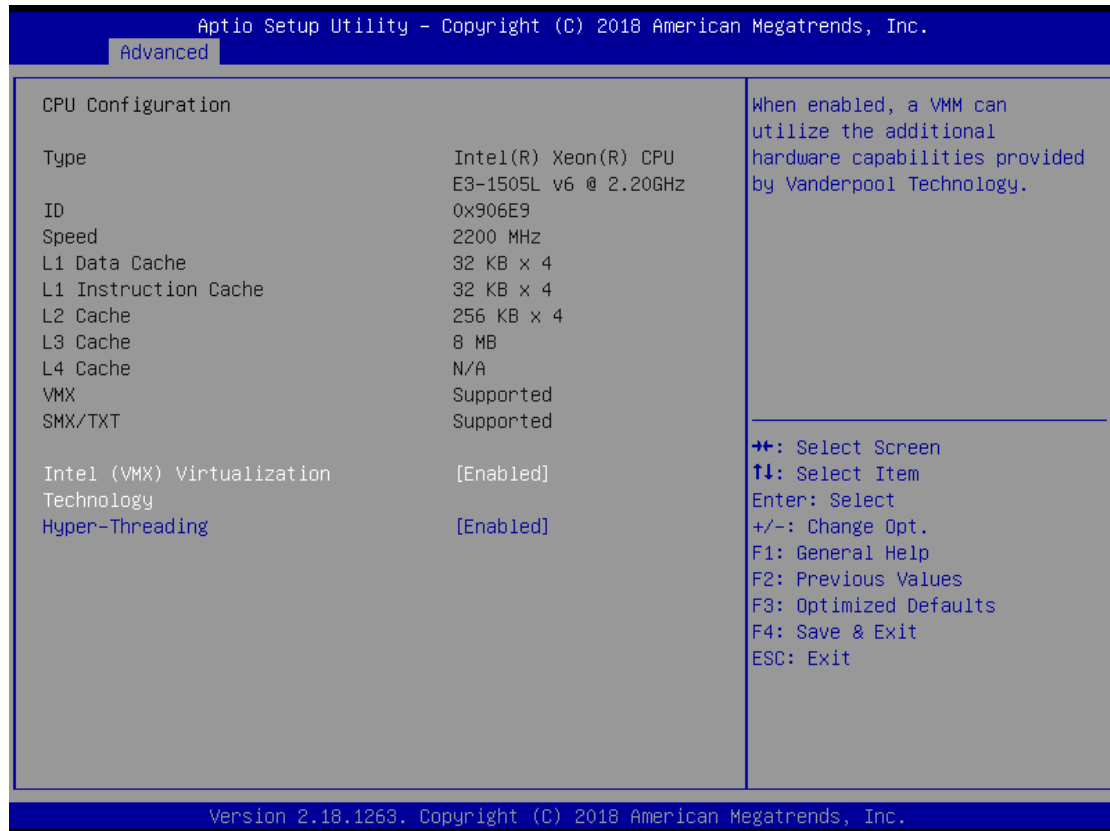 Aptio Setup Utility – Copyright (C) 2018 American Megatrends, Inc.
Advanced
CPU Configuration
Type Intel(R) Xeon(R) CPU
E3-1505L v6 @ 2.20GHz
ID 0x906E9
Speed 2200 MHz
L1 Data Cache 32 KB x 4
L1 Instruction Cache 32 KB x 4
L2 Cache 256 KB x 4
L3 Cache 8 MB
L4 Cache N/A
VMX Supported
SMX/TXT Supported
Intel (VMX) Virtualization [Enabled]
Technology
Hyper-Threading [Enabled]
When enabled, a VMM can
utilize the additional
hardware capabilities provided
by Vanderpool Technology.
→←: Select Screen
↑↓: Select Item
Enter: Select
+/-: Change Opt.
F1: General Help
F2: Previous Values
F3: Optimized Defaults
F4: Save & Exit
ESC: Exit
Version 2.18.1263. Copyright (C) 2018 American Megatrends, Inc.